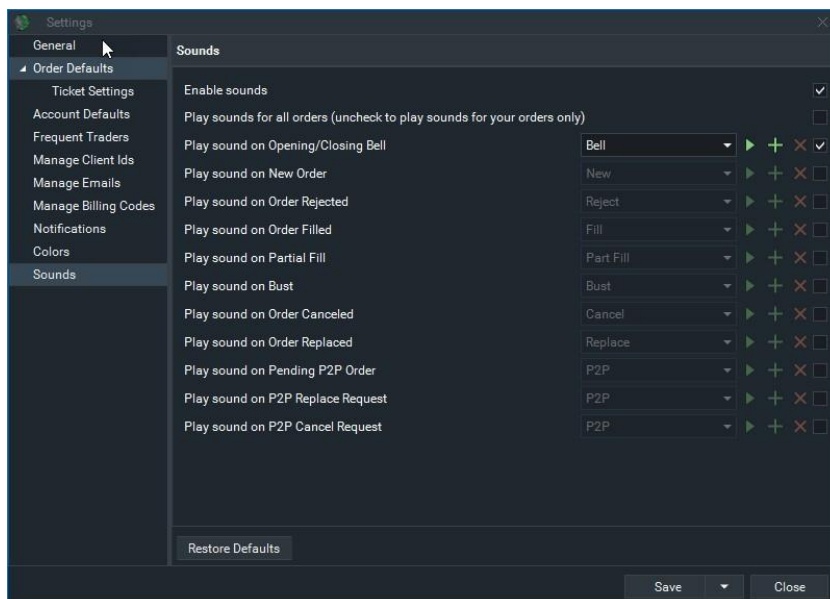 Settings
General
Order Defaults
Ticket Settings
Account Defaults
Frequent Traders
Manage Client Ids
Manage Emails
Manage Billing Codes
Notifications
Colors
Sounds
Sounds
Enable sounds
Play sounds for all orders (uncheck to play sounds for your orders only)
Play sound on Opening/Closing Bell Bell
Play sound on New Order New
Play sound on Order Rejected Reject
Play sound on Order Filled Fill
Play sound on Partial Fill Part Fill
Play sound on Bust Bust
Play sound on Order Canceled Cancel
Play sound on Order Replaced Replace
Play sound on Pending P2P Order P2P
Play sound on P2P Replace Request P2P
Play sound on P2P Cancel Request P2P
Restore Defaults
Save Close